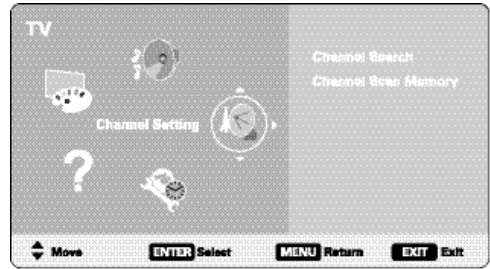 TV
Channel Search
Channel Scan Memory
Channel Setting
?
Move ENTER Select MENU Return EXIT Exit